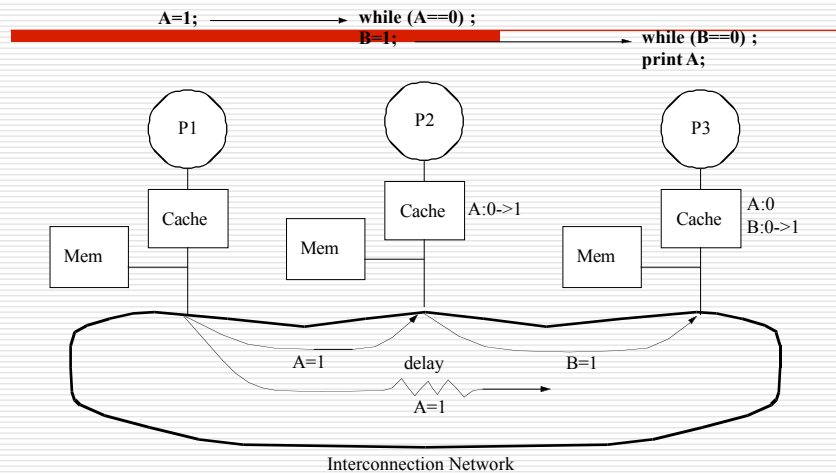 A=1;
while (A==0) ;
B=1;
while (B==0) ;
print A;
P1
P2
P3
Cache
Cache
A:0->1
Cache
A:0
B:0->1
Mem
Mem
Mem
A=1
delay
B=1
A=1
Interconnection Network